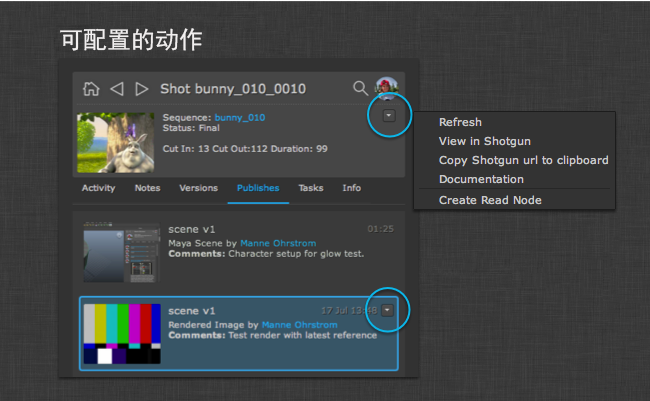 可配置的动作
Shot bunny_010_0010
Sequence: bunny_010
Status: Final
Cut In: 13 Cut Out:112 Duration: 99
Refresh
View in Shotgun
Copy Shotgun url to clipboard
Documentation
Create Read Node
Activity Notes Versions Publishes Tasks Info
scene v1 01:25
Maya Scene by Manne Ohrstrom
Comments: Character setup for glow test.
scene v1 17 Jul 13:48
Rendered Image by Manne Ohrstrom
Comments: Test render with latest reference